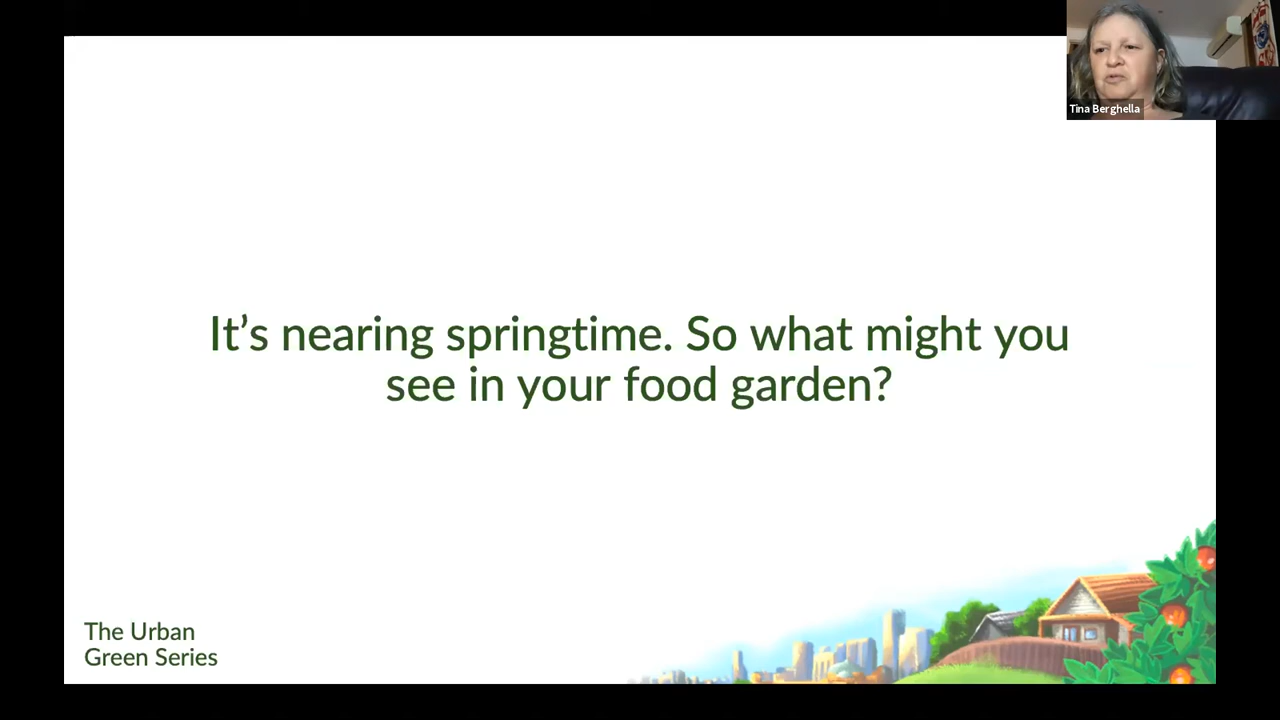 Tina Berghella
It’s nearing springtime. So what might you
see in your food garden?
The Urban
Green Series